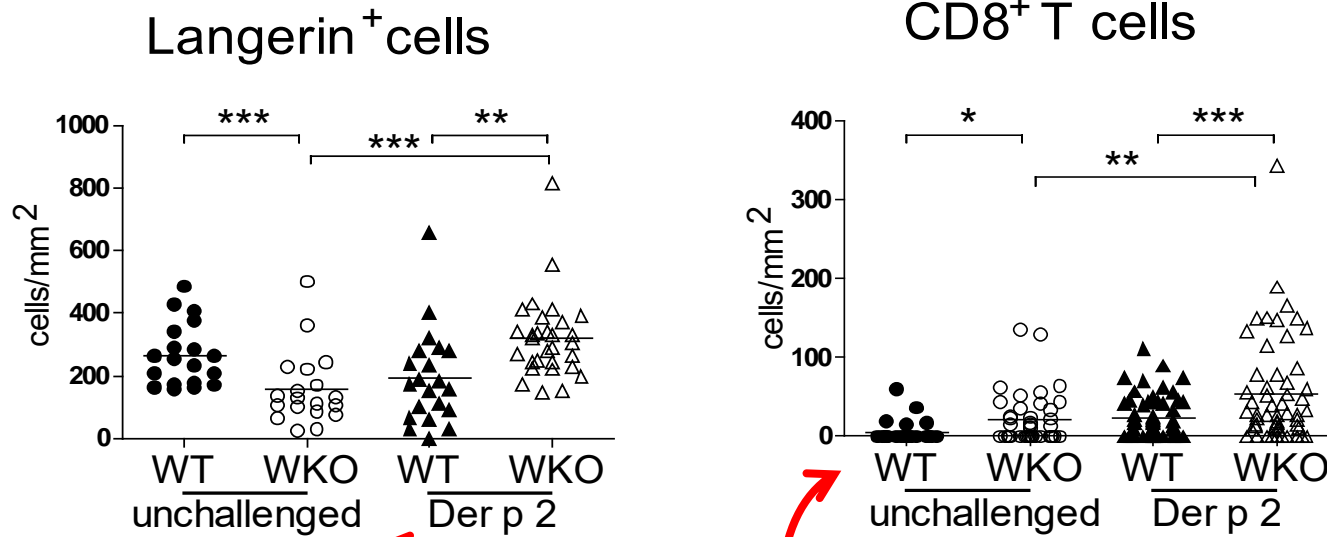 Langerin⁺cells
CD8⁺ T cells
cells/mm²
1000
800
600
400
200
0
***
***
**
WT
WKO
WT
WKO
unchallenged
Der p 2
cells/mm²
400
300
200
100
0
*
**
***
WT
WKO
WT
WKO
unchallenged
Der p 2